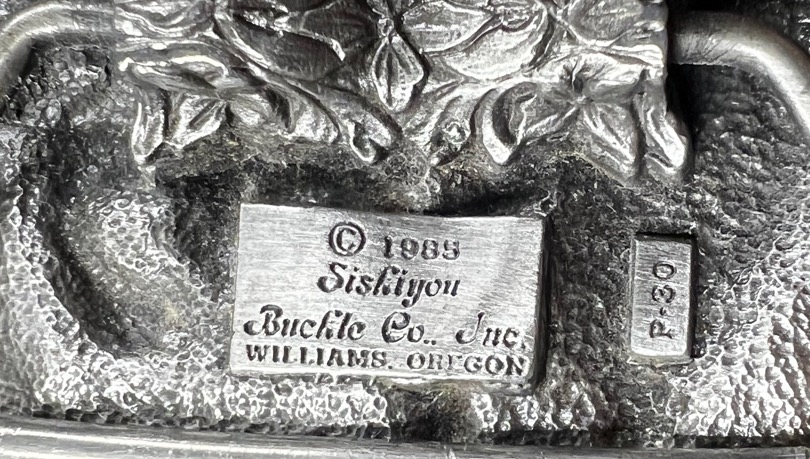 © 1988
Siskiyou
Buckle Co., Inc.
WILLIAMS, OREGON
P-30